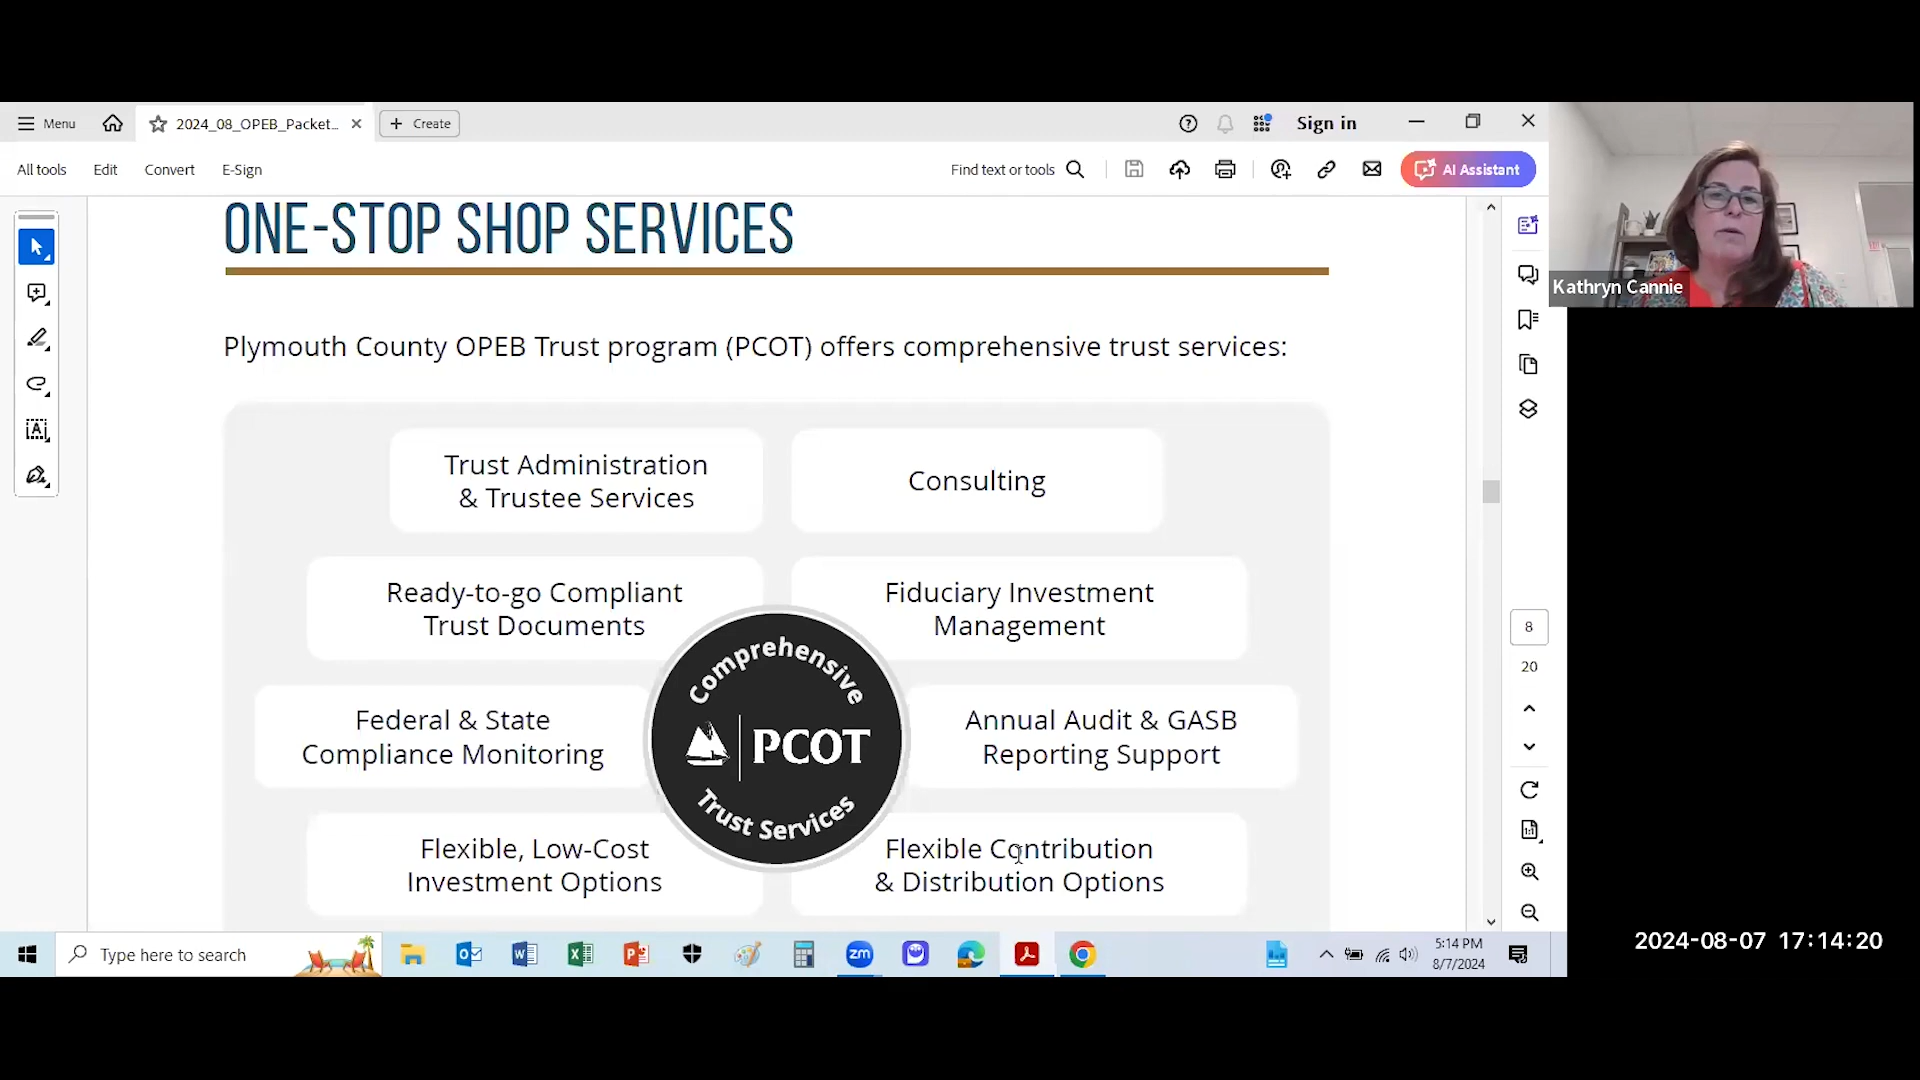 Menu
2024_08_OPEB_Packet...
Create
Sign in
All tools
Edit
Convert
E-Sign
Find text or tools
AI Assistant
ONE-STOP SHOP SERVICES
Kathryn Cannie
Plymouth County OPEB Trust program (PCOT) offers comprehensive trust services:
Trust Administration
& Trustee Services
Consulting
Ready-to-go Compliant
Trust Documents
Fiduciary Investment
Management
Federal & State
Compliance Monitoring
Comprehensive
PCOT
Trust Services
Annual Audit & GASB
Reporting Support
Flexible, Low-Cost
Investment Options
Flexible Contribution
& Distribution Options
8
20
Type here to search
zm
5:14 PM
8/7/2024
2024-08-07 17:14:20